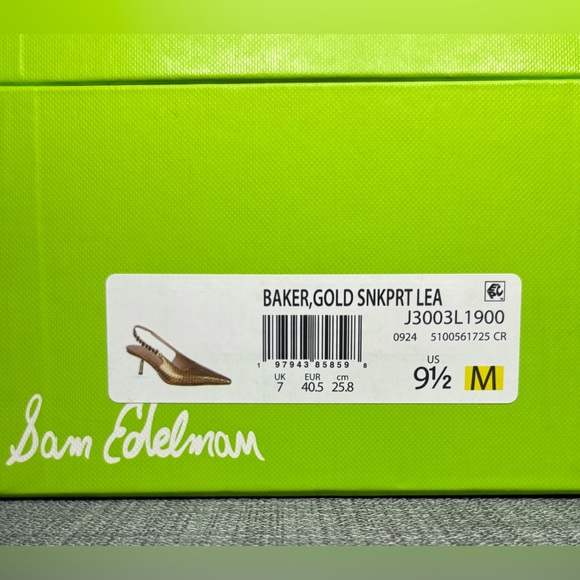 BAKER,GOLD SNKPRT LEA
J3003L1900
0924 5100561725 CR
1 97943 85859 8
UK EUR cm
7 40.5 25.8
US
9½ M
Sam Edelman